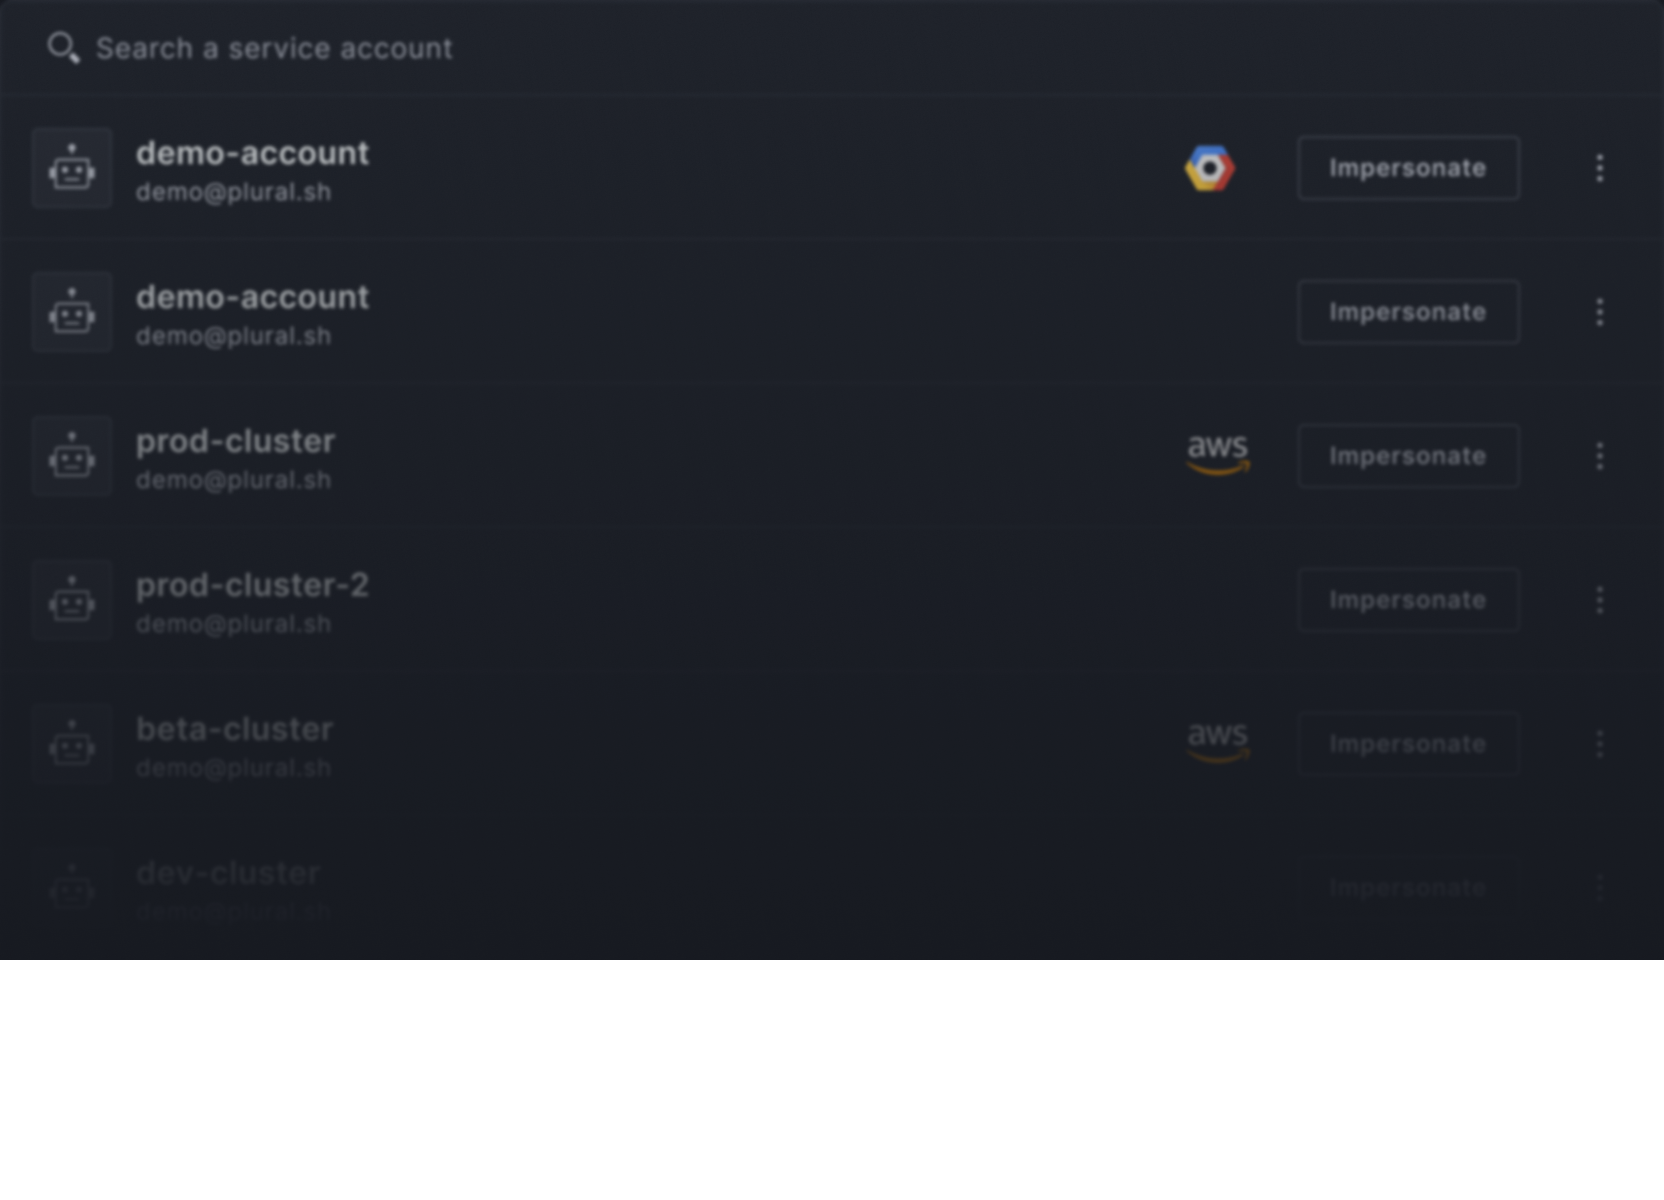 Search a service account
demo-account
demo@plural.sh
Impersonate
demo-account
demo@plural.sh
Impersonate
prod-cluster
demo@plural.sh
aws
Impersonate
prod-cluster-2
demo@plural.sh
Impersonate
beta-cluster
demo@plural.sh
aws
Impersonate
dev-cluster
demo@plural.sh
Impersonate